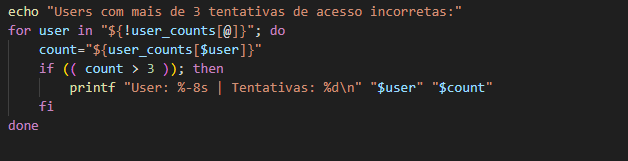 echo "Users com mais de 3 tentativas de acesso incorretas:"
for user in "${!user_counts[@]}"; do
    count="${user_counts[$user]}"
    if (( count > 3 )); then
        printf "User: %-8s | Tentativas: %d\n" "$user" "$count"
    fi
done